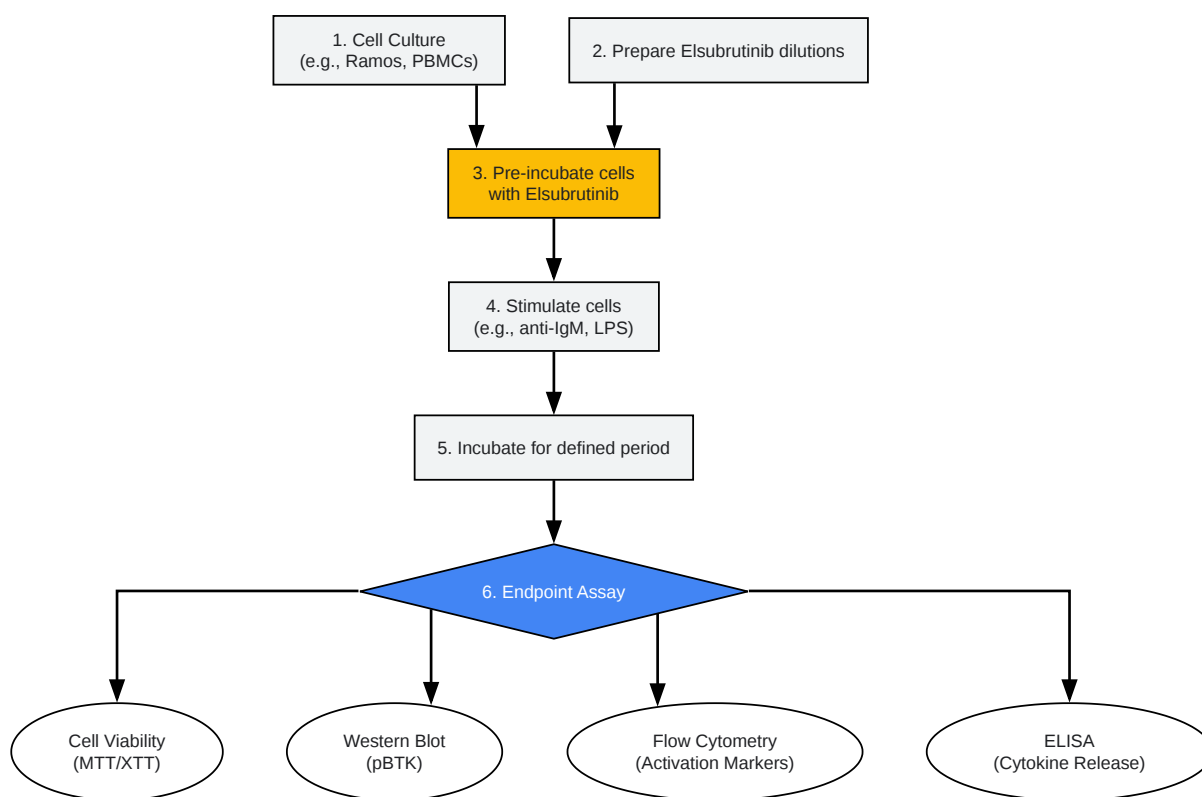 1. Cell Culture
(e.g., Ramos, PBMCs)
2. Prepare Elsubrutinib dilutions
3. Pre-incubate cells
with Elsubrutinib
4. Stimulate cells
(e.g., anti-IgM, LPS)
5. Incubate for defined period
6. Endpoint Assay
Cell Viability
(MTT/XTT)
Western Blot
(pBTK)
Flow Cytometry
(Activation Markers)
ELISA
(Cytokine Release)